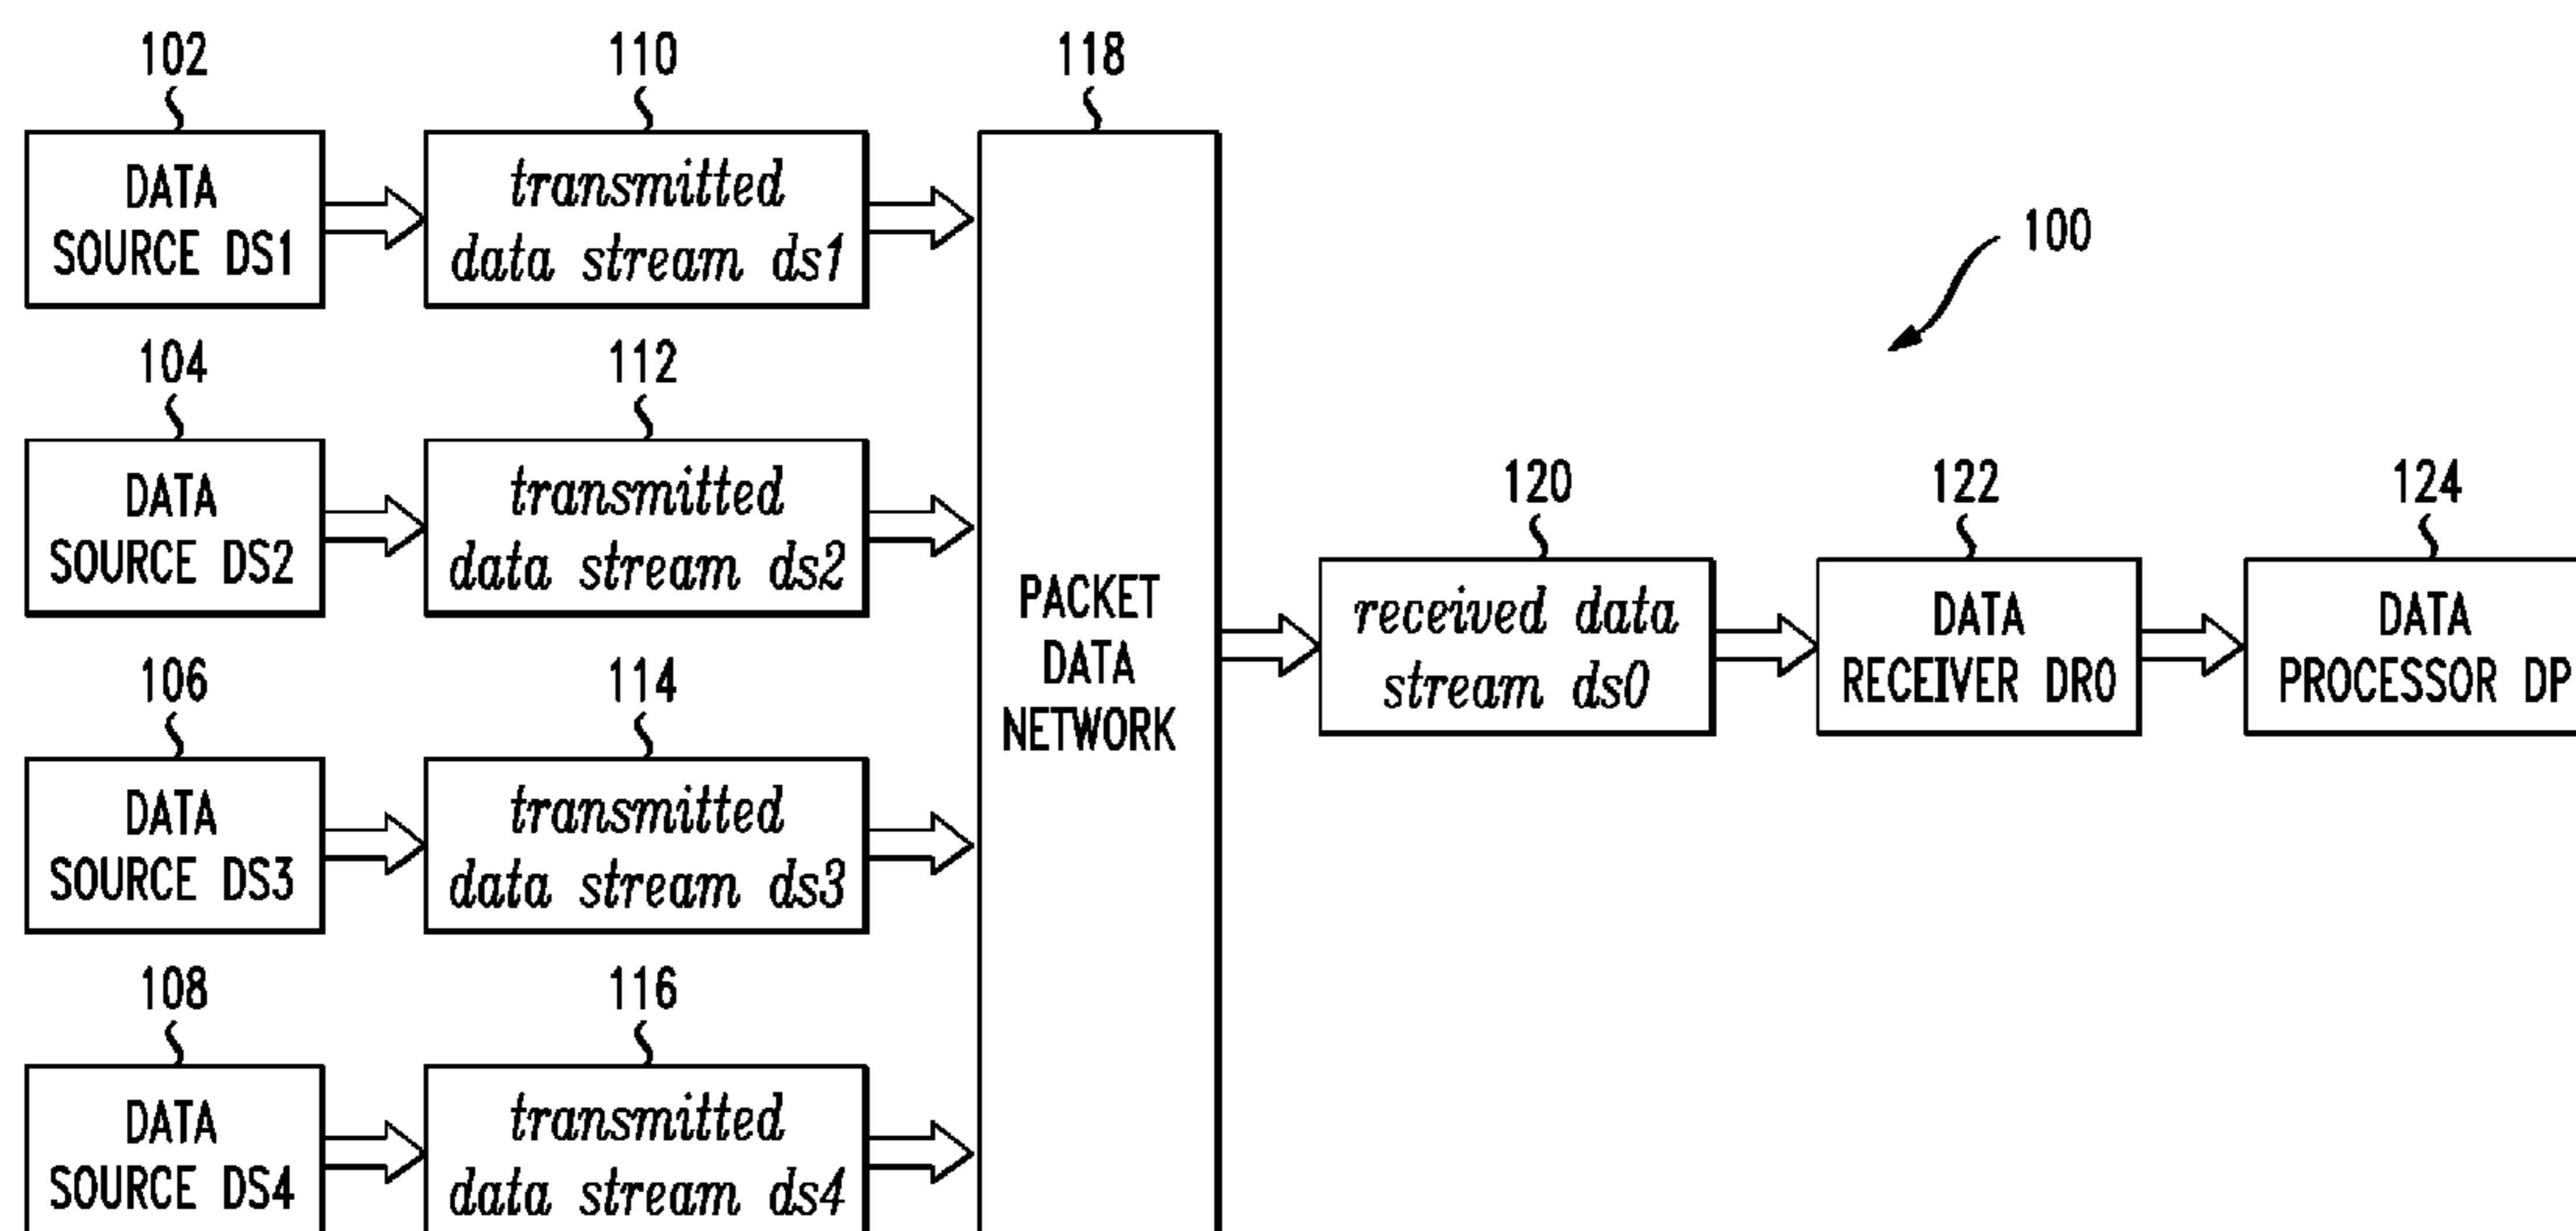 102
110
118
DATA
SOURCE DS1
transmitted
data stream ds1
100
104
112
DATA
SOURCE DS2
transmitted
data stream ds2
106
114
DATA
SOURCE DS3
transmitted
data stream ds3
108
116
DATA
SOURCE DS4
transmitted
data stream ds4
PACKET
DATA
NETWORK
120
received data
stream ds0
122
DATA
RECEIVER DR0
124
DATA
PROCESSOR DP